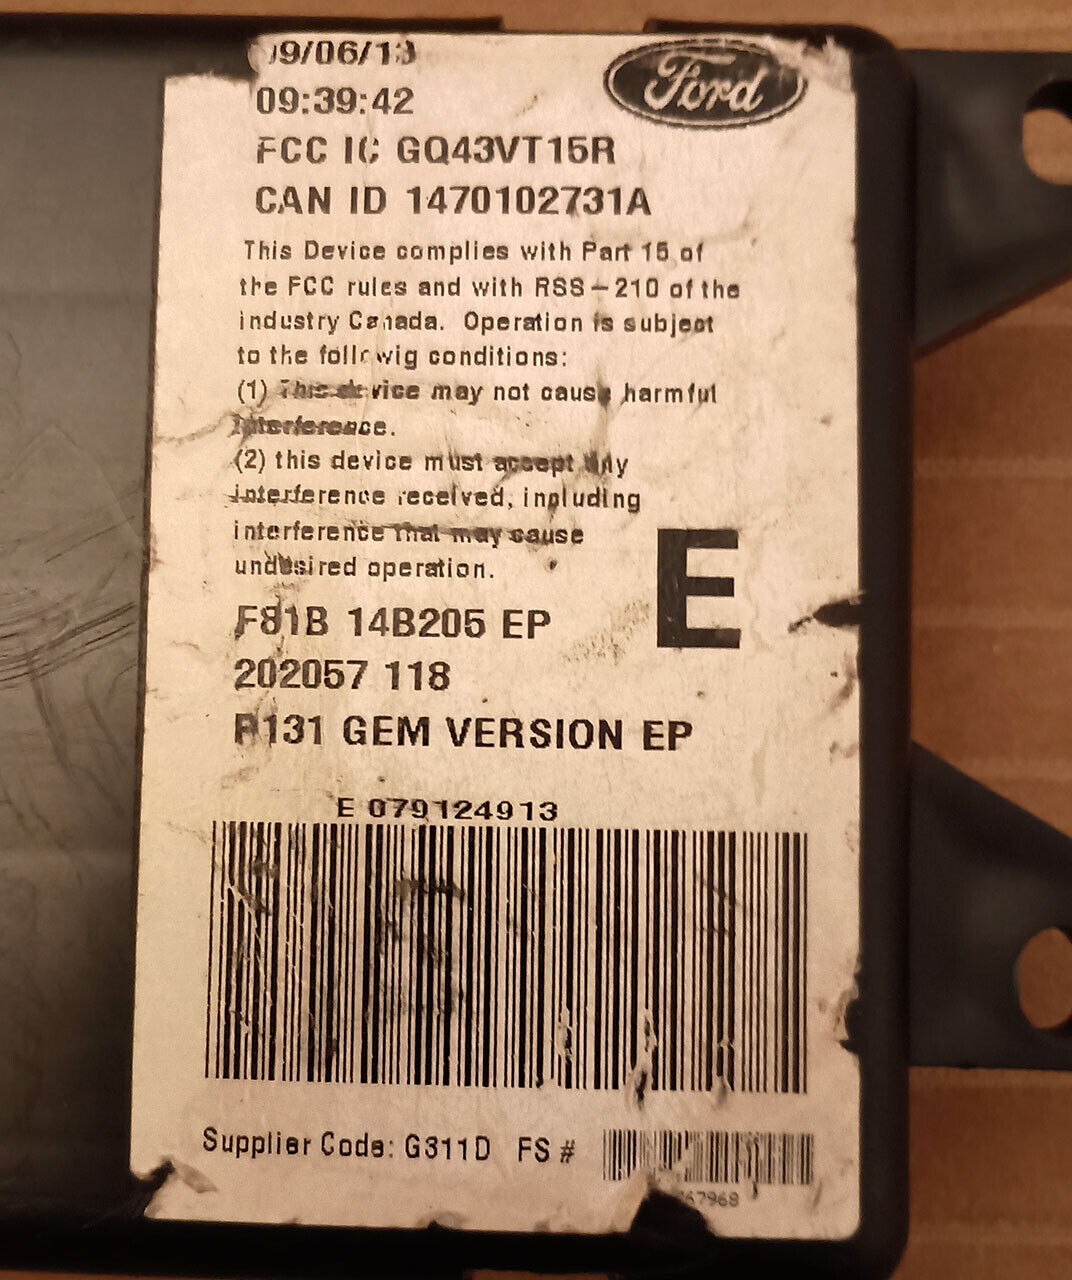 9/06/13
Ford
09:39:42
FCC IC GQ43VT15R
CAN ID 1470102731A
This Device complies with Part 15 of
the FCC rules and with RSS-210 of the
industry Canada. Operation is subject
to the followig conditions:
(1) This device may not cause harmful
interference.
(2) this device must accept any
interference received, including
interference that may cause
undesired operation.
E
F81B 14B205 EP
202057 118
P131 GEM VERSION EP
E 079124913
Supplier Code: G311D FS #
67968